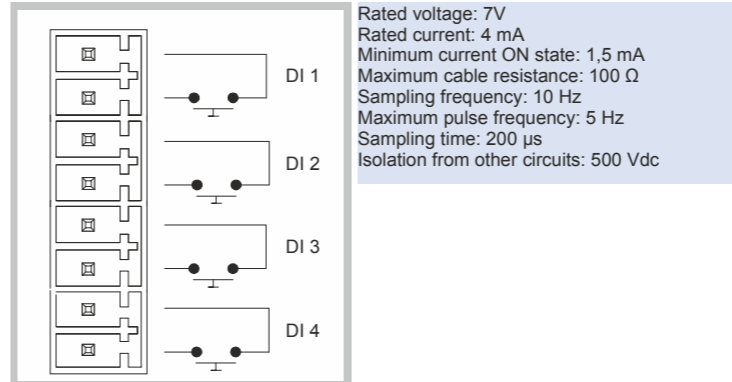 DI 1
DI 2
DI 3
DI 4
Rated voltage: 7V
Rated current: 4 mA
Minimum current ON state: 1,5 mA
Maximum cable resistance: 100 Ω
Sampling frequency: 10 Hz
Maximum pulse frequency: 5 Hz
Sampling time: 200 µs
Isolation from other circuits: 500 Vdc